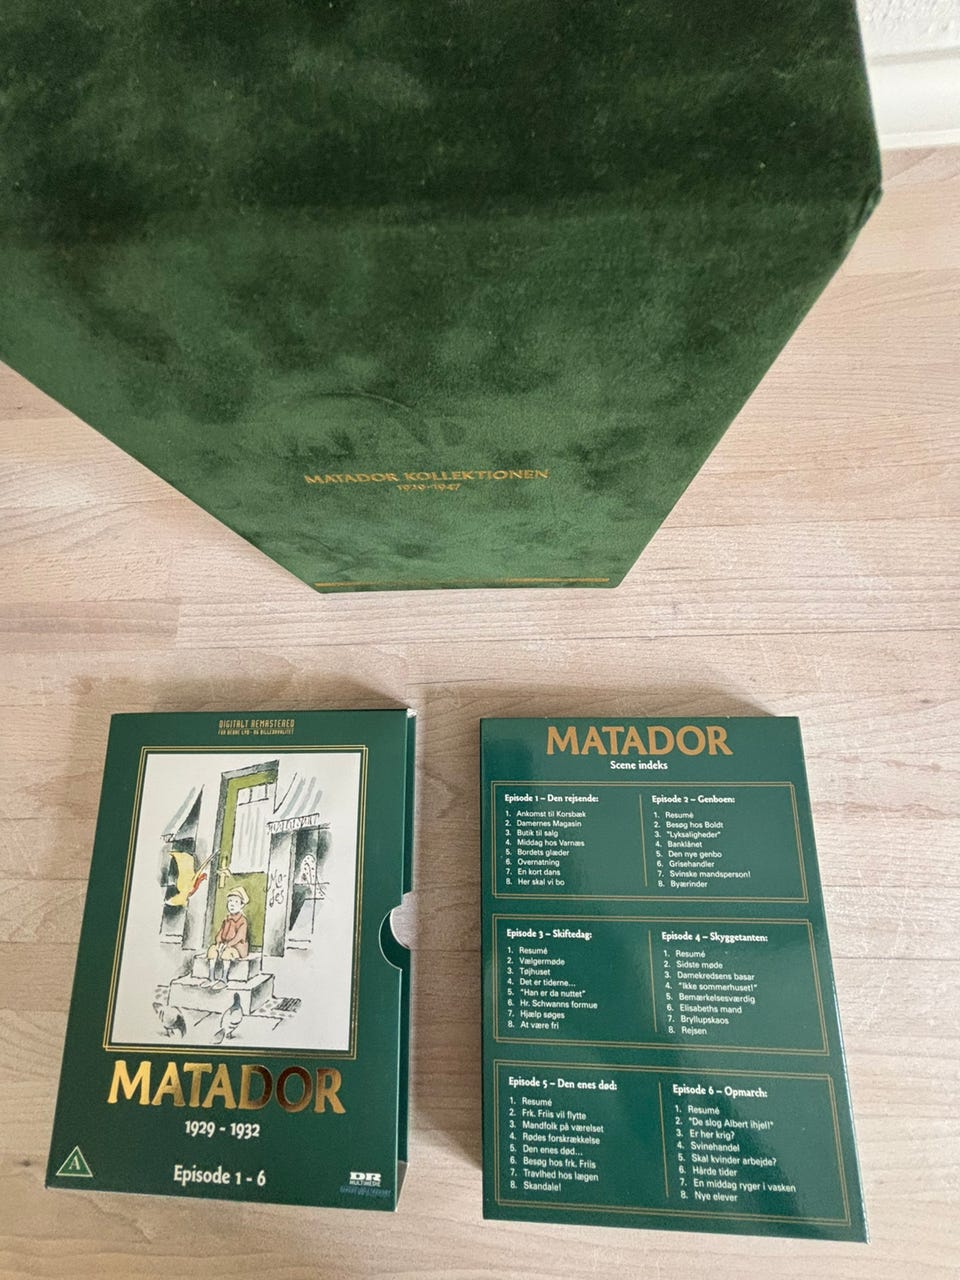 MATADOR KOLLEKTIONEN
1929-1947
DIGITALT REMASTERED
FOR BEDRE LYD- OG BILLEDKVALITET
MATADOR
1929 - 1932
Episode 1 - 6
A
DR
MULTIMEDIE
MATADOR
Scene indeks
Episode 1 – Den rejsende:
1. Ankomst til Korsbæk
2. Damernes Magasin
3. Butik til salg
4. Middag hos Varnæs
5. Bordets glæder
6. Overnatning
7. En kort dans
8. Her skal vi bo
Episode 2 – Genboen:
1. Resumé
2. Besøg hos Boldt
3. "Lyksaligheder"
4. Banklånet
5. Den nye genbo
6. Grisehandler
7. Svinske mandsperson!
8. Byærinder
Episode 3 – Skiftedag:
1. Resumé
2. Vælgermøde
3. Tøjhuset
4. Det er tiderne...
5. "Han er da nuttet"
6. Hr. Schwanns formue
7. Hjælp søges
8. At være fri
Episode 4 – Skyggetanten:
1. Resumé
2. Sidste møde
3. Damekredsens basar
4. "Ikke sommerhuset!"
5. Bemærkelsesværdig
6. Elisabeths mand
7. Bryllupskaos
8. Rejsen
Episode 5 – Den enes død:
1. Resumé
2. Frk. Friis vil flytte
3. Mandfolk på værelset
4. Rødes forskrækkelse
5. Den enes død...
6. Besøg hos frk. Friis
7. Travlhed hos lægen
8. Skandale!
Episode 6 – Opmarch:
1. Resumé
2. "De slog Albert ihjel!"
3. Er her krig?
4. Svinehandel
5. Skal kvinder arbejde?
6. Hårde tider
7. En middag ryger i vasken
8. Nye elever